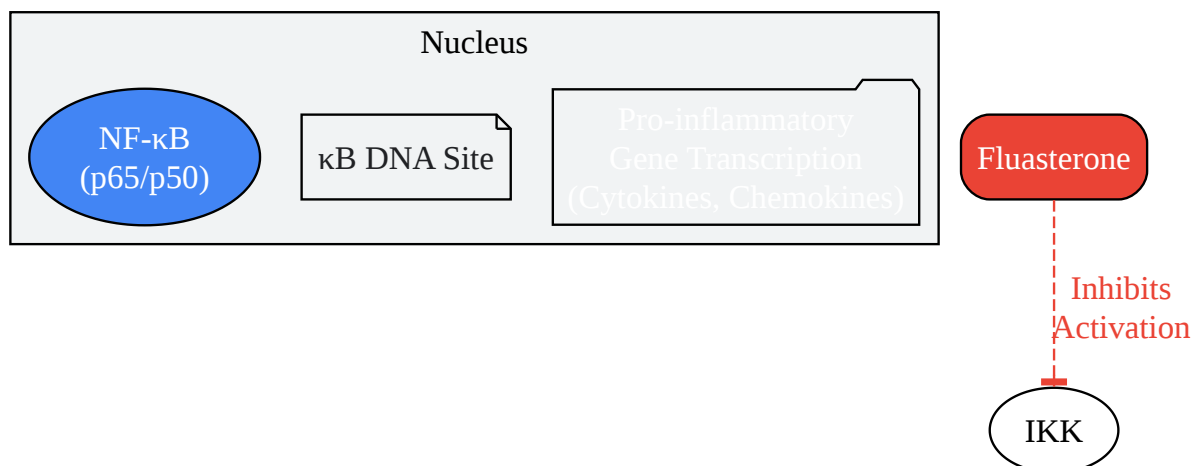 Nucleus
NF-κB
(p65/p50)
κB DNA Site
Pro-inflammatory
Gene Transcription
(Cytokines, Chemokines)
Fluasterone
Inhibits
Activation
IKK